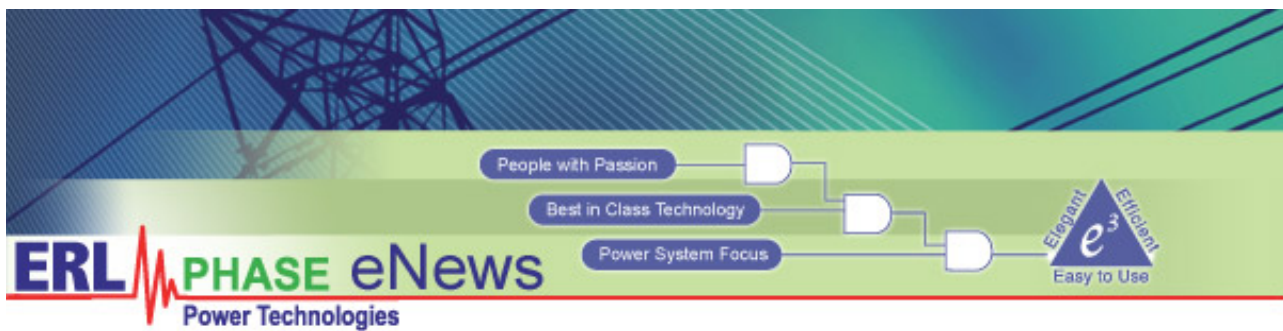 People with Passion
Best in Class Technology
Power System Focus
Elegant
e³
Efficient
Easy to Use
ERL PHASE eNews
Power Technologies